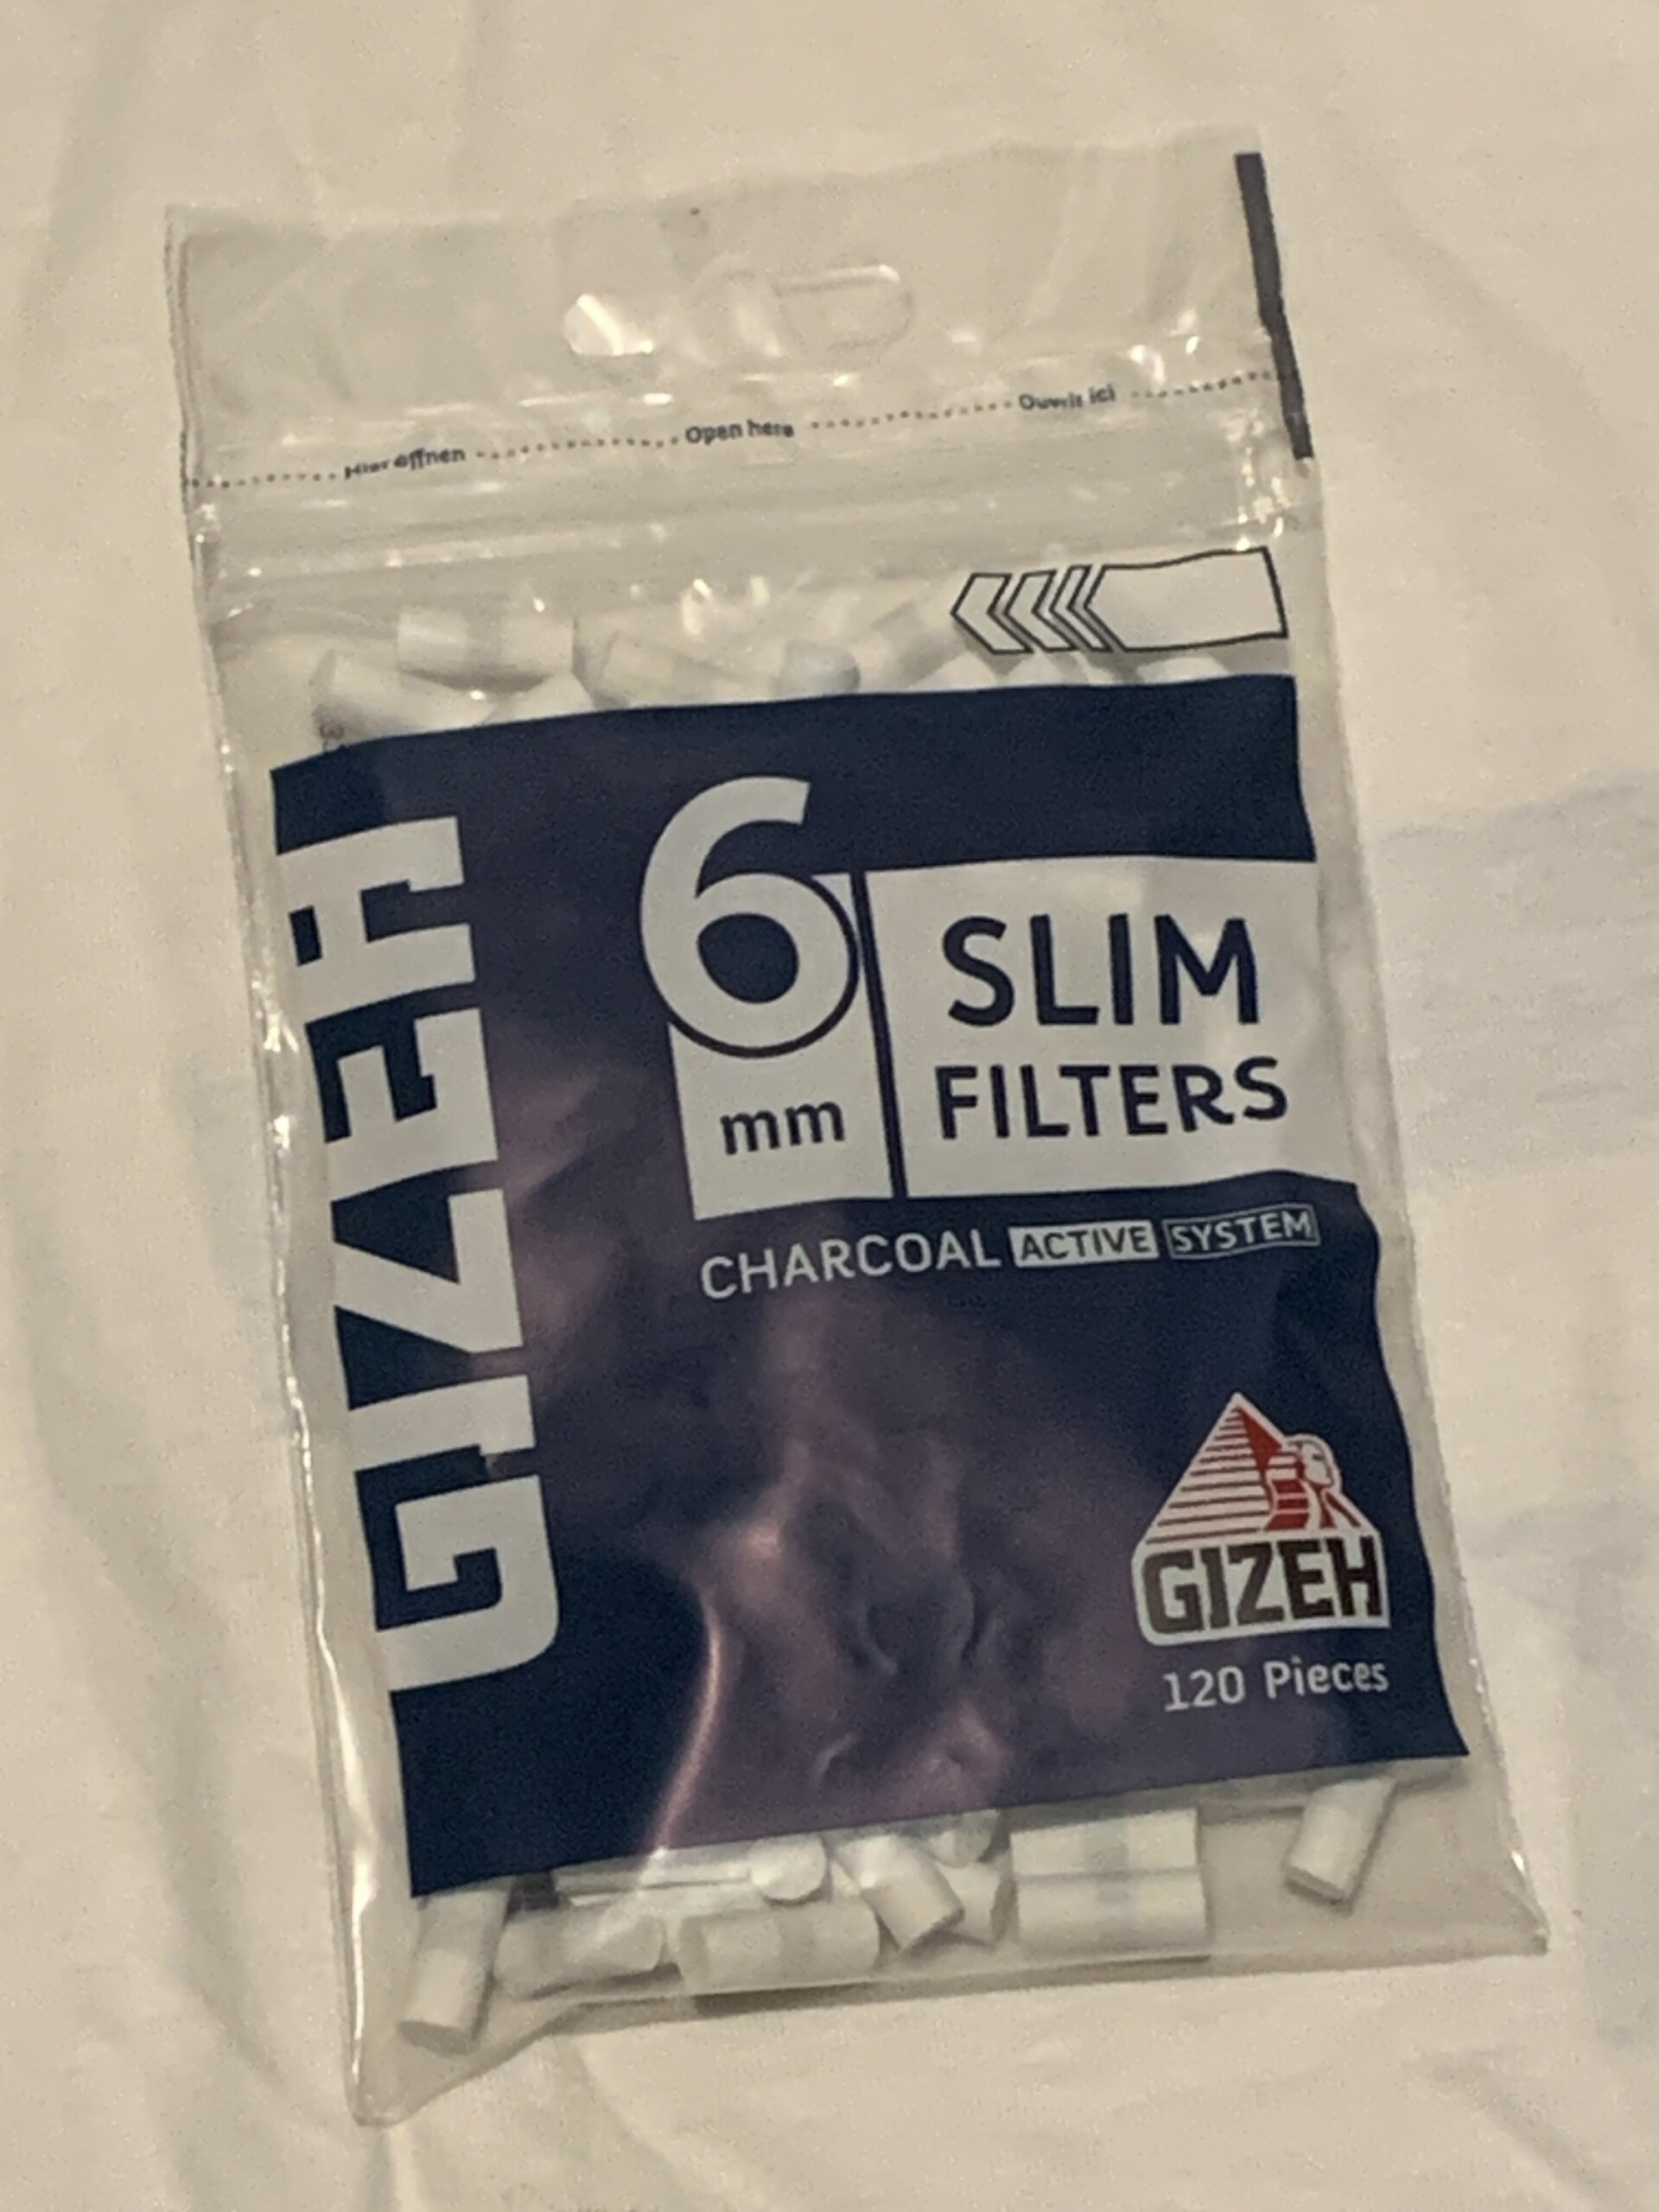 Hier öffnen
Open here
Ouvrir ici
GIZEH
6
mm
SLIM
FILTERS
CHARCOAL ACTIVE SYSTEM
GIZEH
120 Pieces